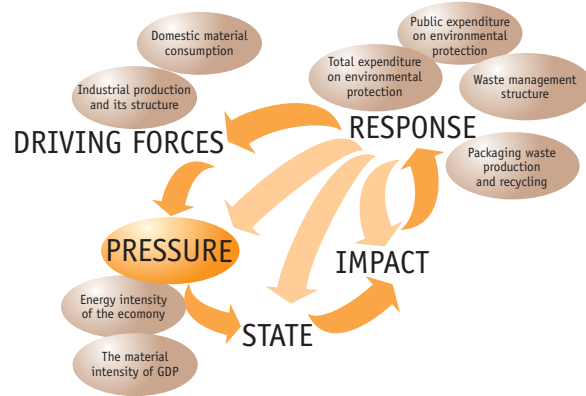 Domestic material
consumption
Public expenditure
on environmental
protection
Total expenditure
on environmental
protection
Waste management
structure
Industrial production
and its structure
DRIVING FORCES
RESPONSE
Packaging waste
production
and recycling
PRESSURE
IMPACT
Energy intensity
of the ecomony
STATE
The material
intensity of GDP